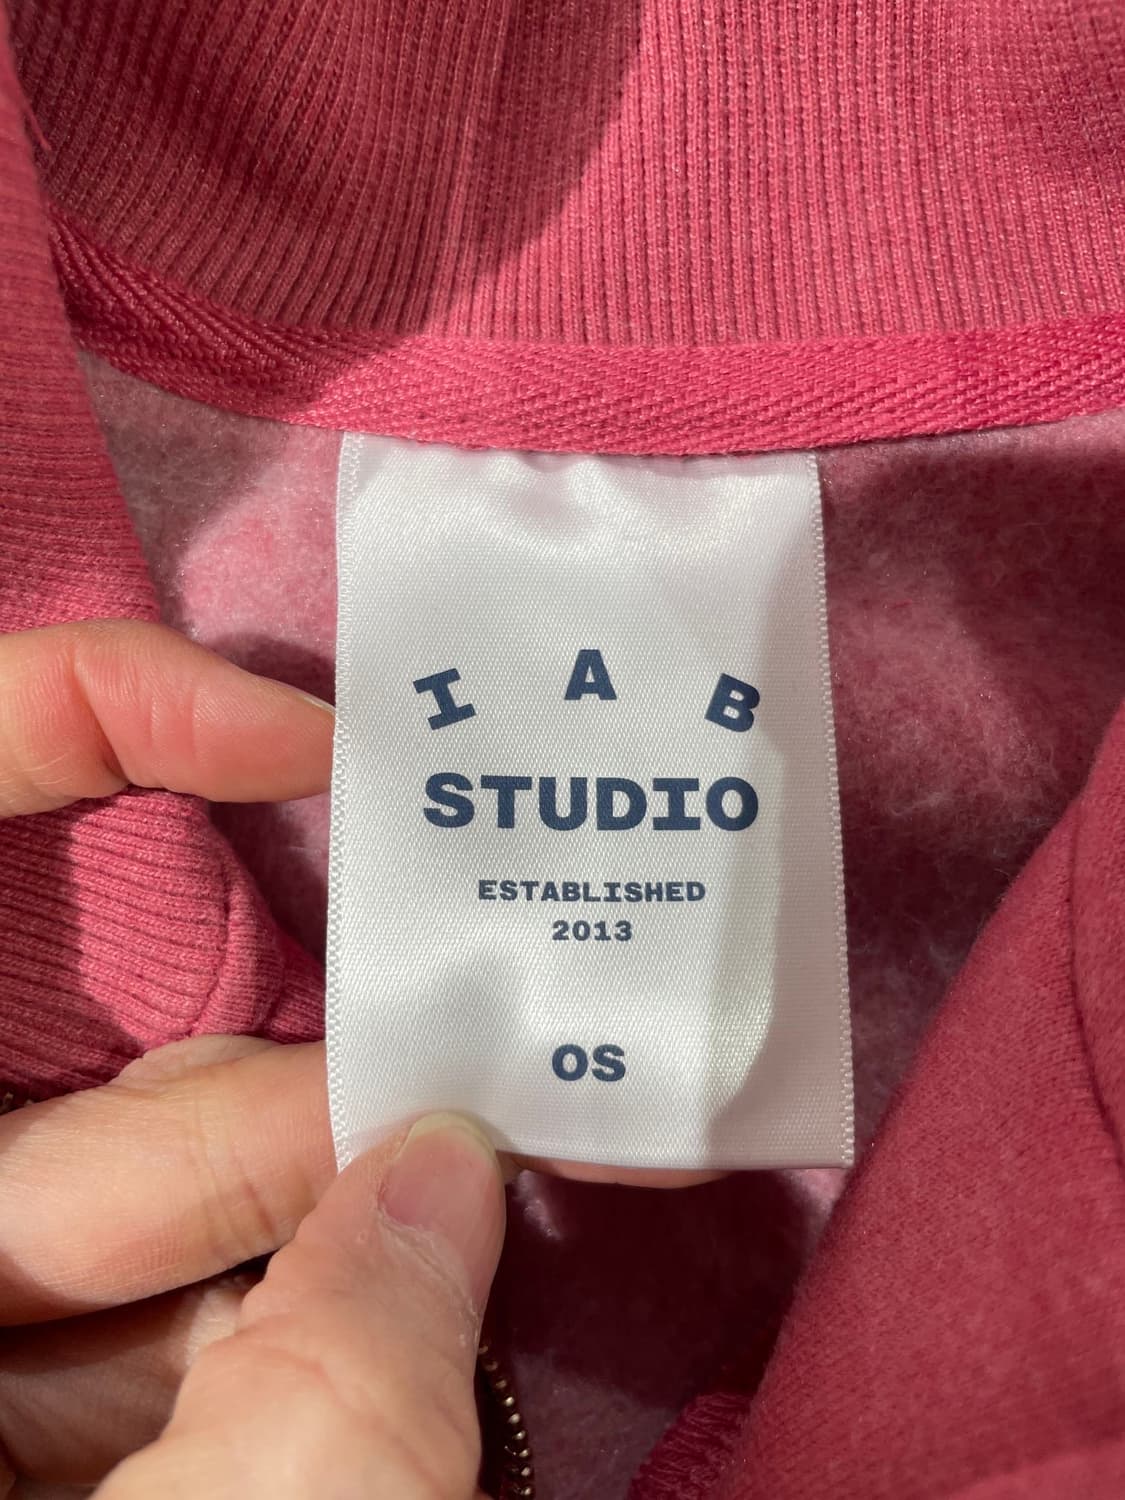 I A B
STUDIO
ESTABLISHED
2013
OS